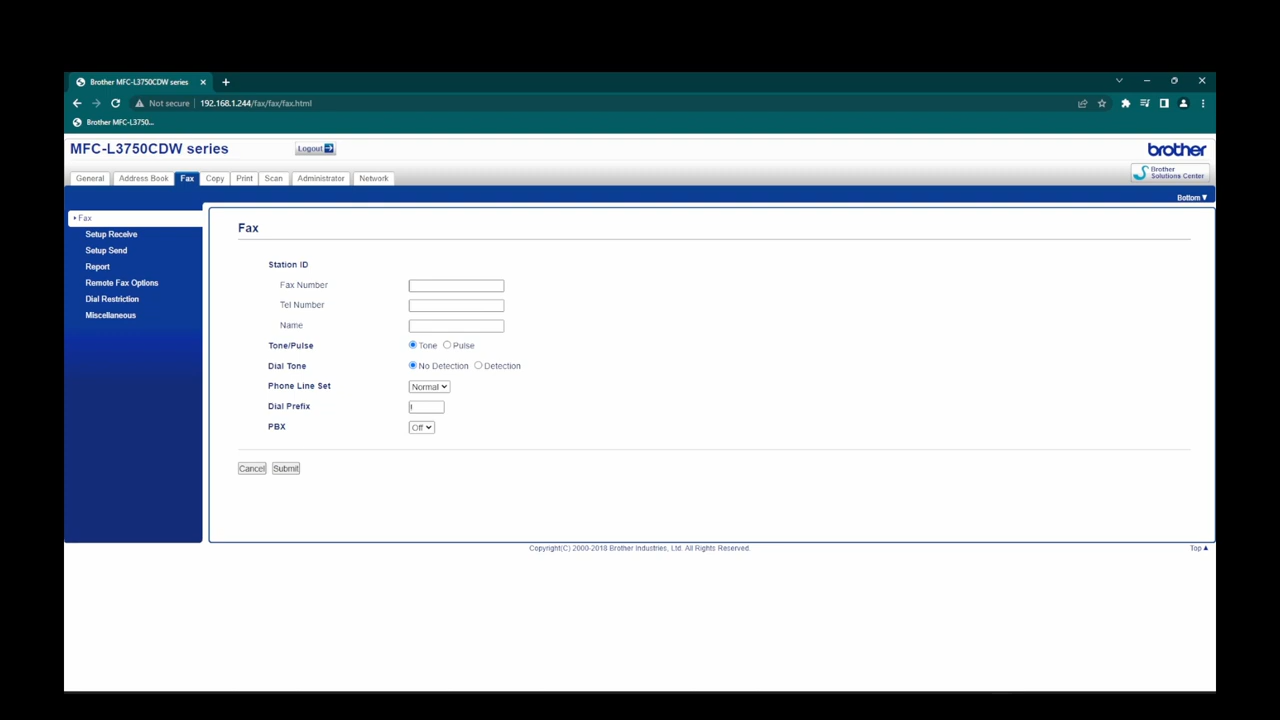 Brother MFC-L3750CDW series
Not secure | 192.168.1.244/fax/fax/fax.html
Brother MFC-L3750...
MFC-L3750CDW series
Logout
brother
General
Address Book
Fax
Copy
Print
Scan
Administrator
Network
Brother
Solutions Center
Bottom▼
Fax
Setup Receive
Setup Send
Report
Remote Fax Options
Dial Restriction
Miscellaneous
Fax
Station ID
Fax Number
Tel Number
Name
Tone/Pulse Tone Pulse
Dial Tone No Detection Detection
Phone Line Set Normal
Dial Prefix !
PBX Off
Cancel Submit
Copyright(C) 2000-2018 Brother Industries, Ltd. All Rights Reserved.
Top▲